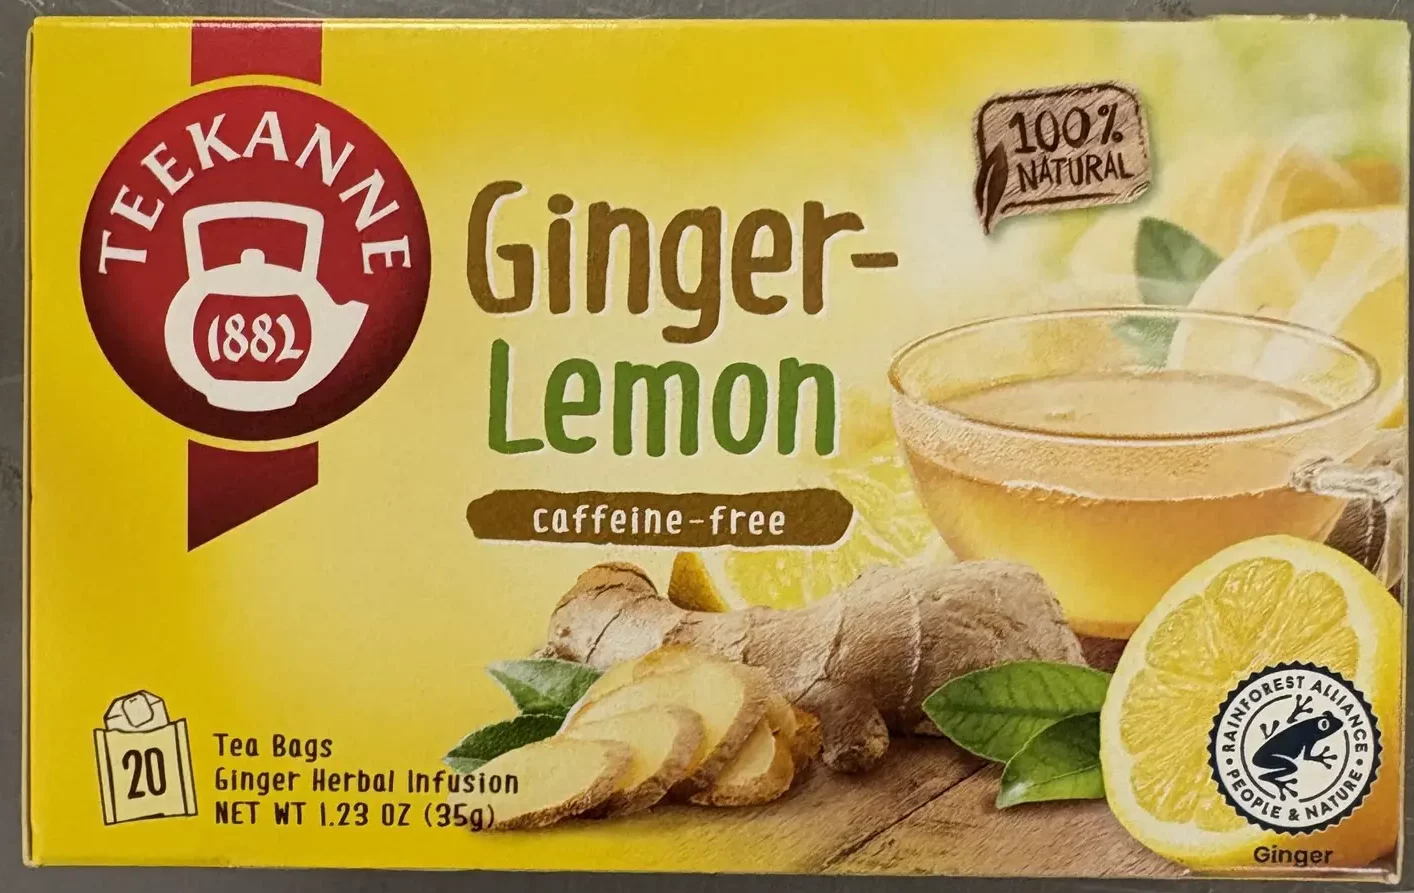 TEEKANNE
1882
Ginger-
Lemon
caffeine-free
100%
NATURAL
20
Tea Bags
Ginger Herbal Infusion
NET WT 1.23 OZ (35g)
RAINFOREST ALLIANCE
PEOPLE & NATURE
Ginger